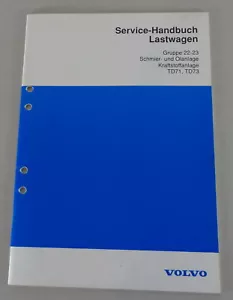 Service-Handbuch
Lastwagen
Gruppe 22-23
Schmier- und Ölanlage
Kraftstoffanlage
TD71, TD73
VOLVO